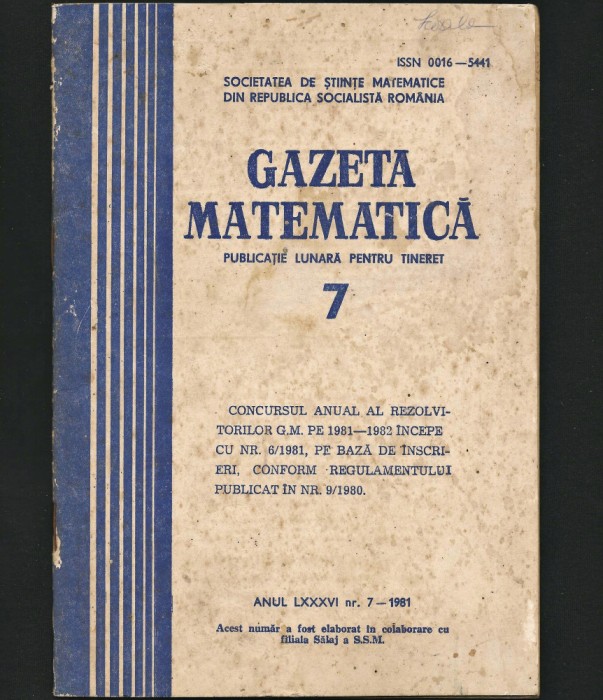 ISSN 0016—5441
SOCIETATEA DE ȘTIINȚE MATEMATICE
DIN REPUBLICA SOCIALISTĂ ROMÂNIA
GAZETA
MATEMATICĂ
PUBLICAȚIE LUNARĂ PENTRU TINERET
7
CONCURSUL ANUAL AL REZOLVI-
TORILOR G.M. PE 1981—1982 ÎNCEPE
CU NR. 6/1981, PE BAZĂ DE ÎNSCRI-
ERI, CONFORM REGULAMENTULUI
PUBLICAT ÎN NR. 9/1980.
ANUL LXXXVI nr. 7—1981
Acest număr a fost elaborat în colaborare cu
filiala Sălaj a S.S.M.